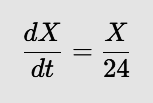 dX/dt = X/24